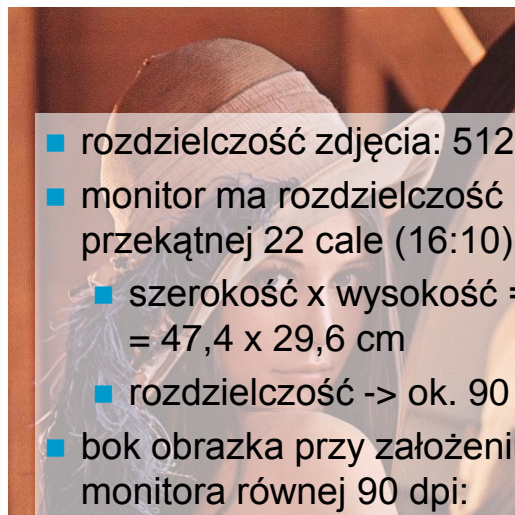 rozdzielczość zdjęcia: 512
monitor ma rozdzielczość
przekątnej 22 cale (16:10)
szerokość x wysokość =
= 47,4 x 29,6 cm
rozdzielczość -> ok. 90
bok obrazka przy założeni
monitora równej 90 dpi: